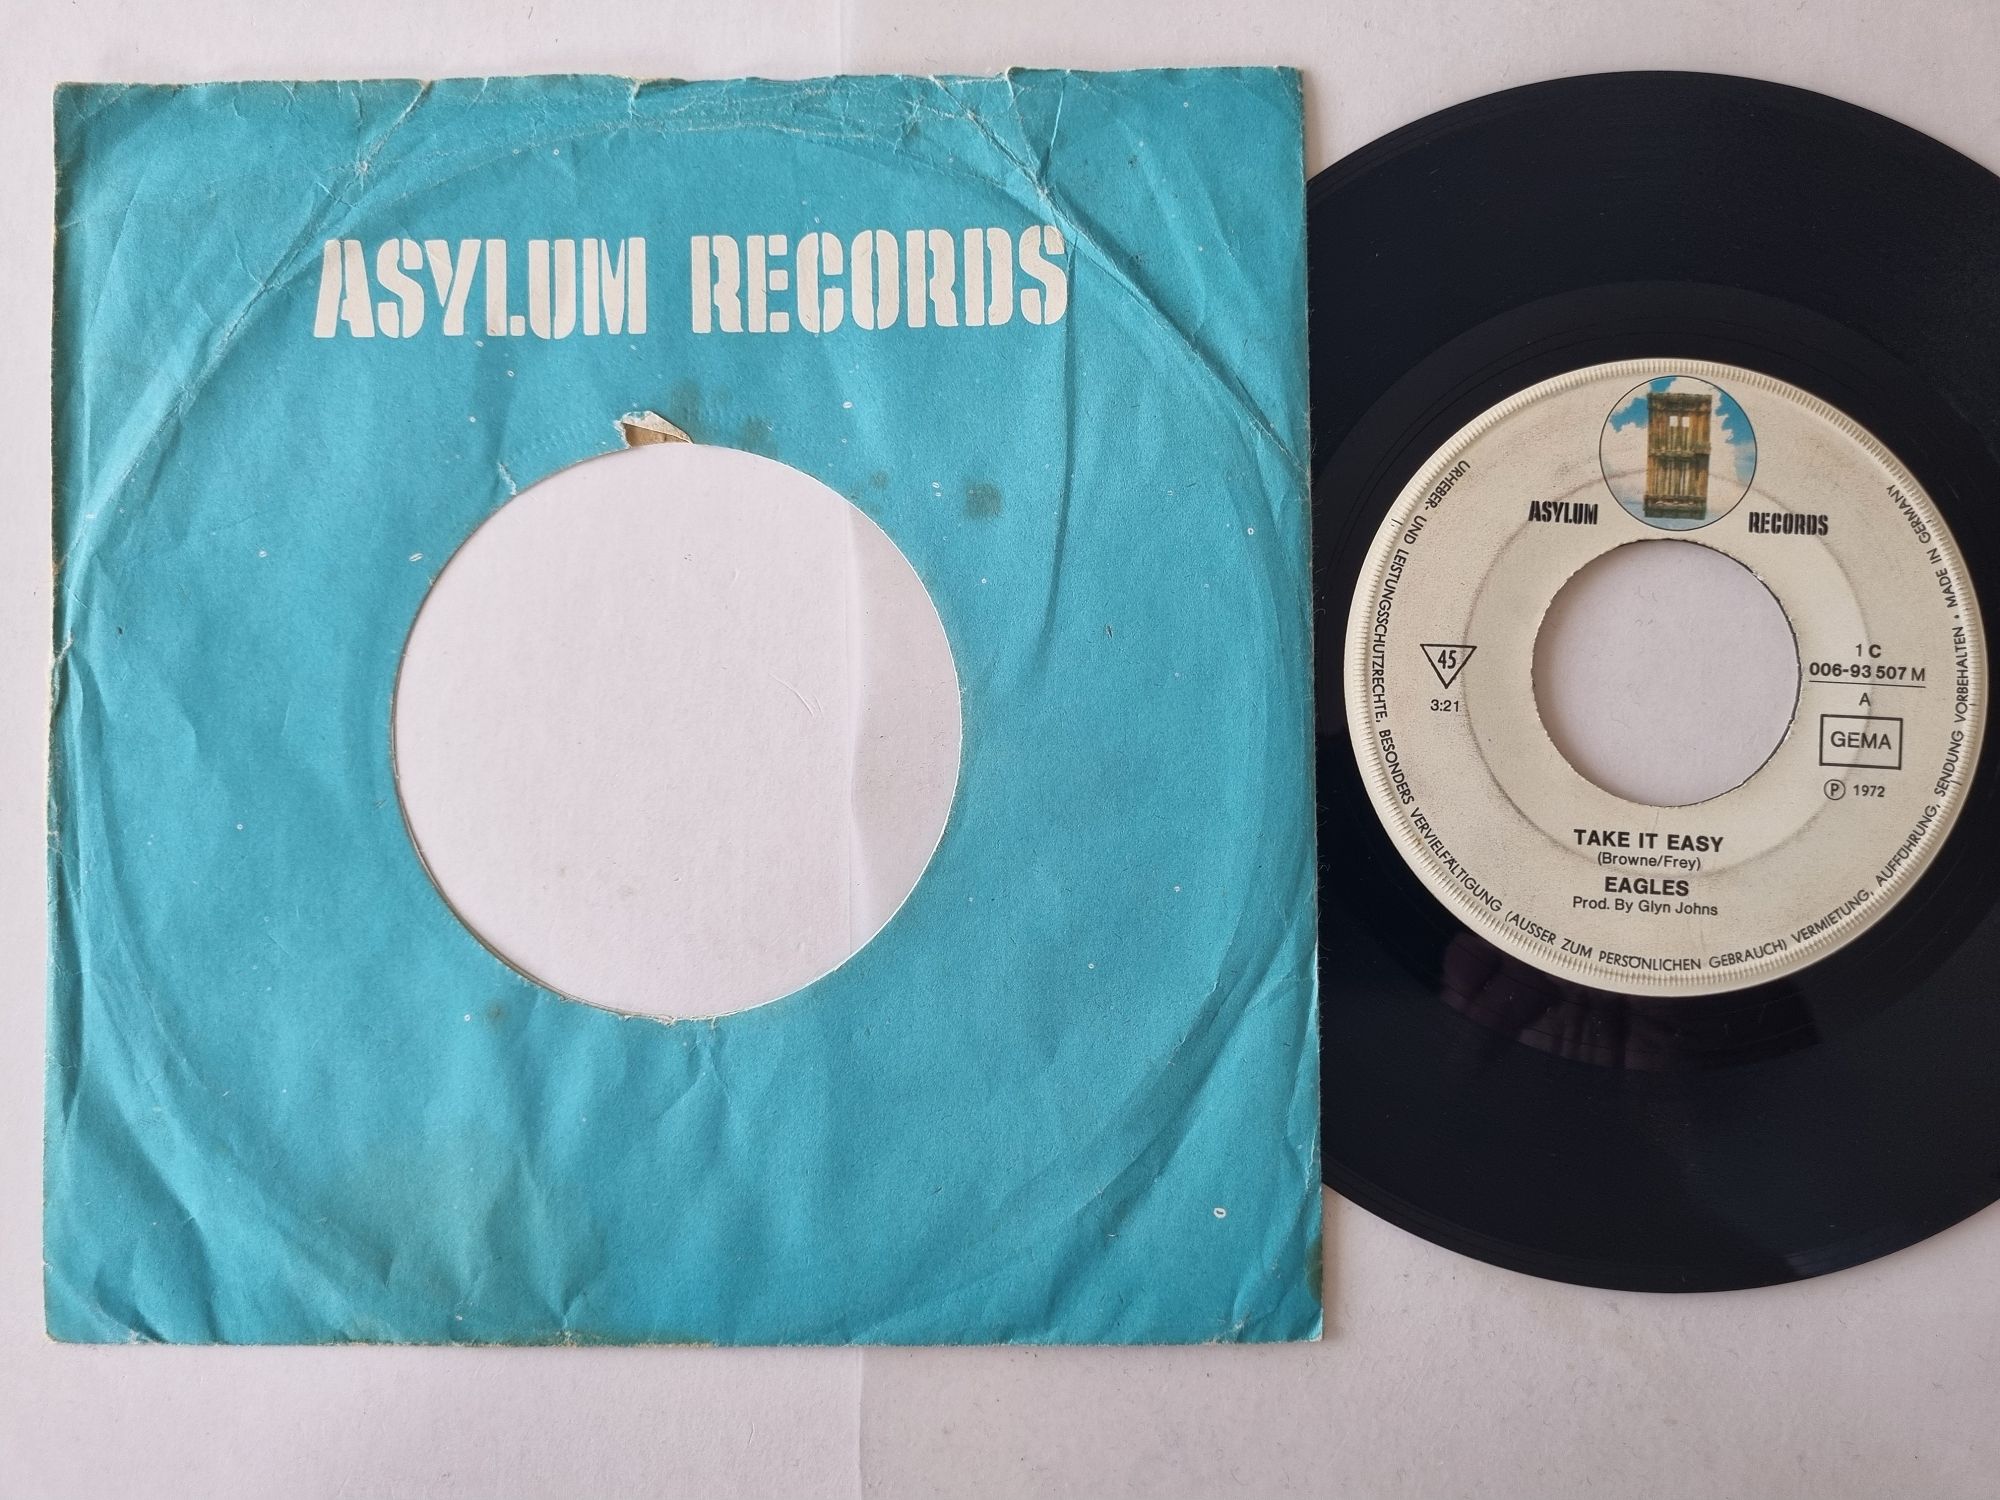 ASYLUM RECORDS
ASYLUM RECORDS
URHEBER- UND LEISTUNGSSCHUTZRECHTE, BESONDERS VERVIELFÄLTIGUNG (AUSSER ZUM PERSÖNLICHEN GEBRAUCH) VERMIETUNG, AUFFÜHRUNG, SENDUNG VORBEHALTEN • MADE IN GERMANY
45
3:21
1 C
006-93 507 M
A
GEMA
Ⓟ 1972
TAKE IT EASY
(Browne/Frey)
EAGLES
Prod. By Glyn Johns